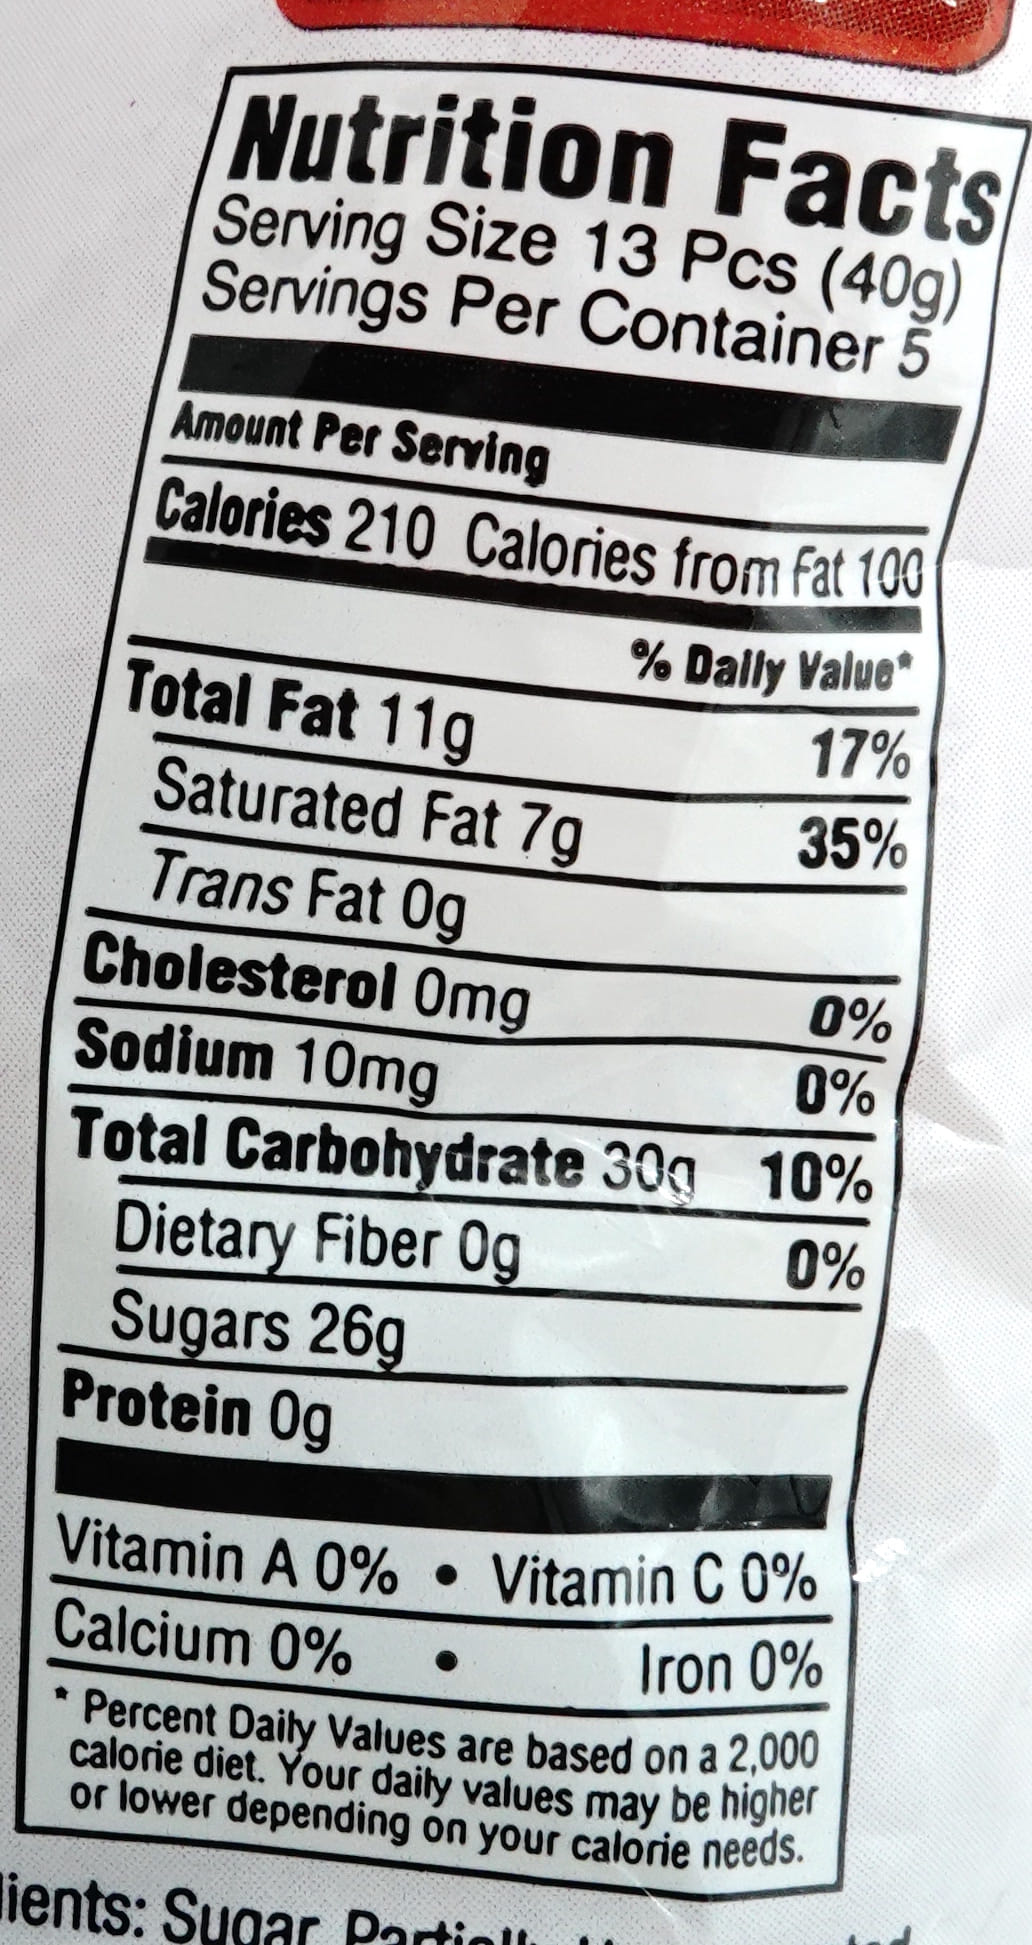 Nutrition Facts
Serving Size 13 Pcs (40g)
Servings Per Container 5
Amount Per Serving
Calories 210 Calories from Fat 100
% Daily Value*
Total Fat 11g 17%
Saturated Fat 7g 35%
Trans Fat 0g
Cholesterol 0mg 0%
Sodium 10mg 0%
Total Carbohydrate 30g 10%
Dietary Fiber 0g 0%
Sugars 26g
Protein 0g
Vitamin A 0% • Vitamin C 0%
Calcium 0% • Iron 0%
* Percent Daily Values are based on a 2,000
calorie diet. Your daily values may be higher
or lower depending on your calorie needs.
Sugar